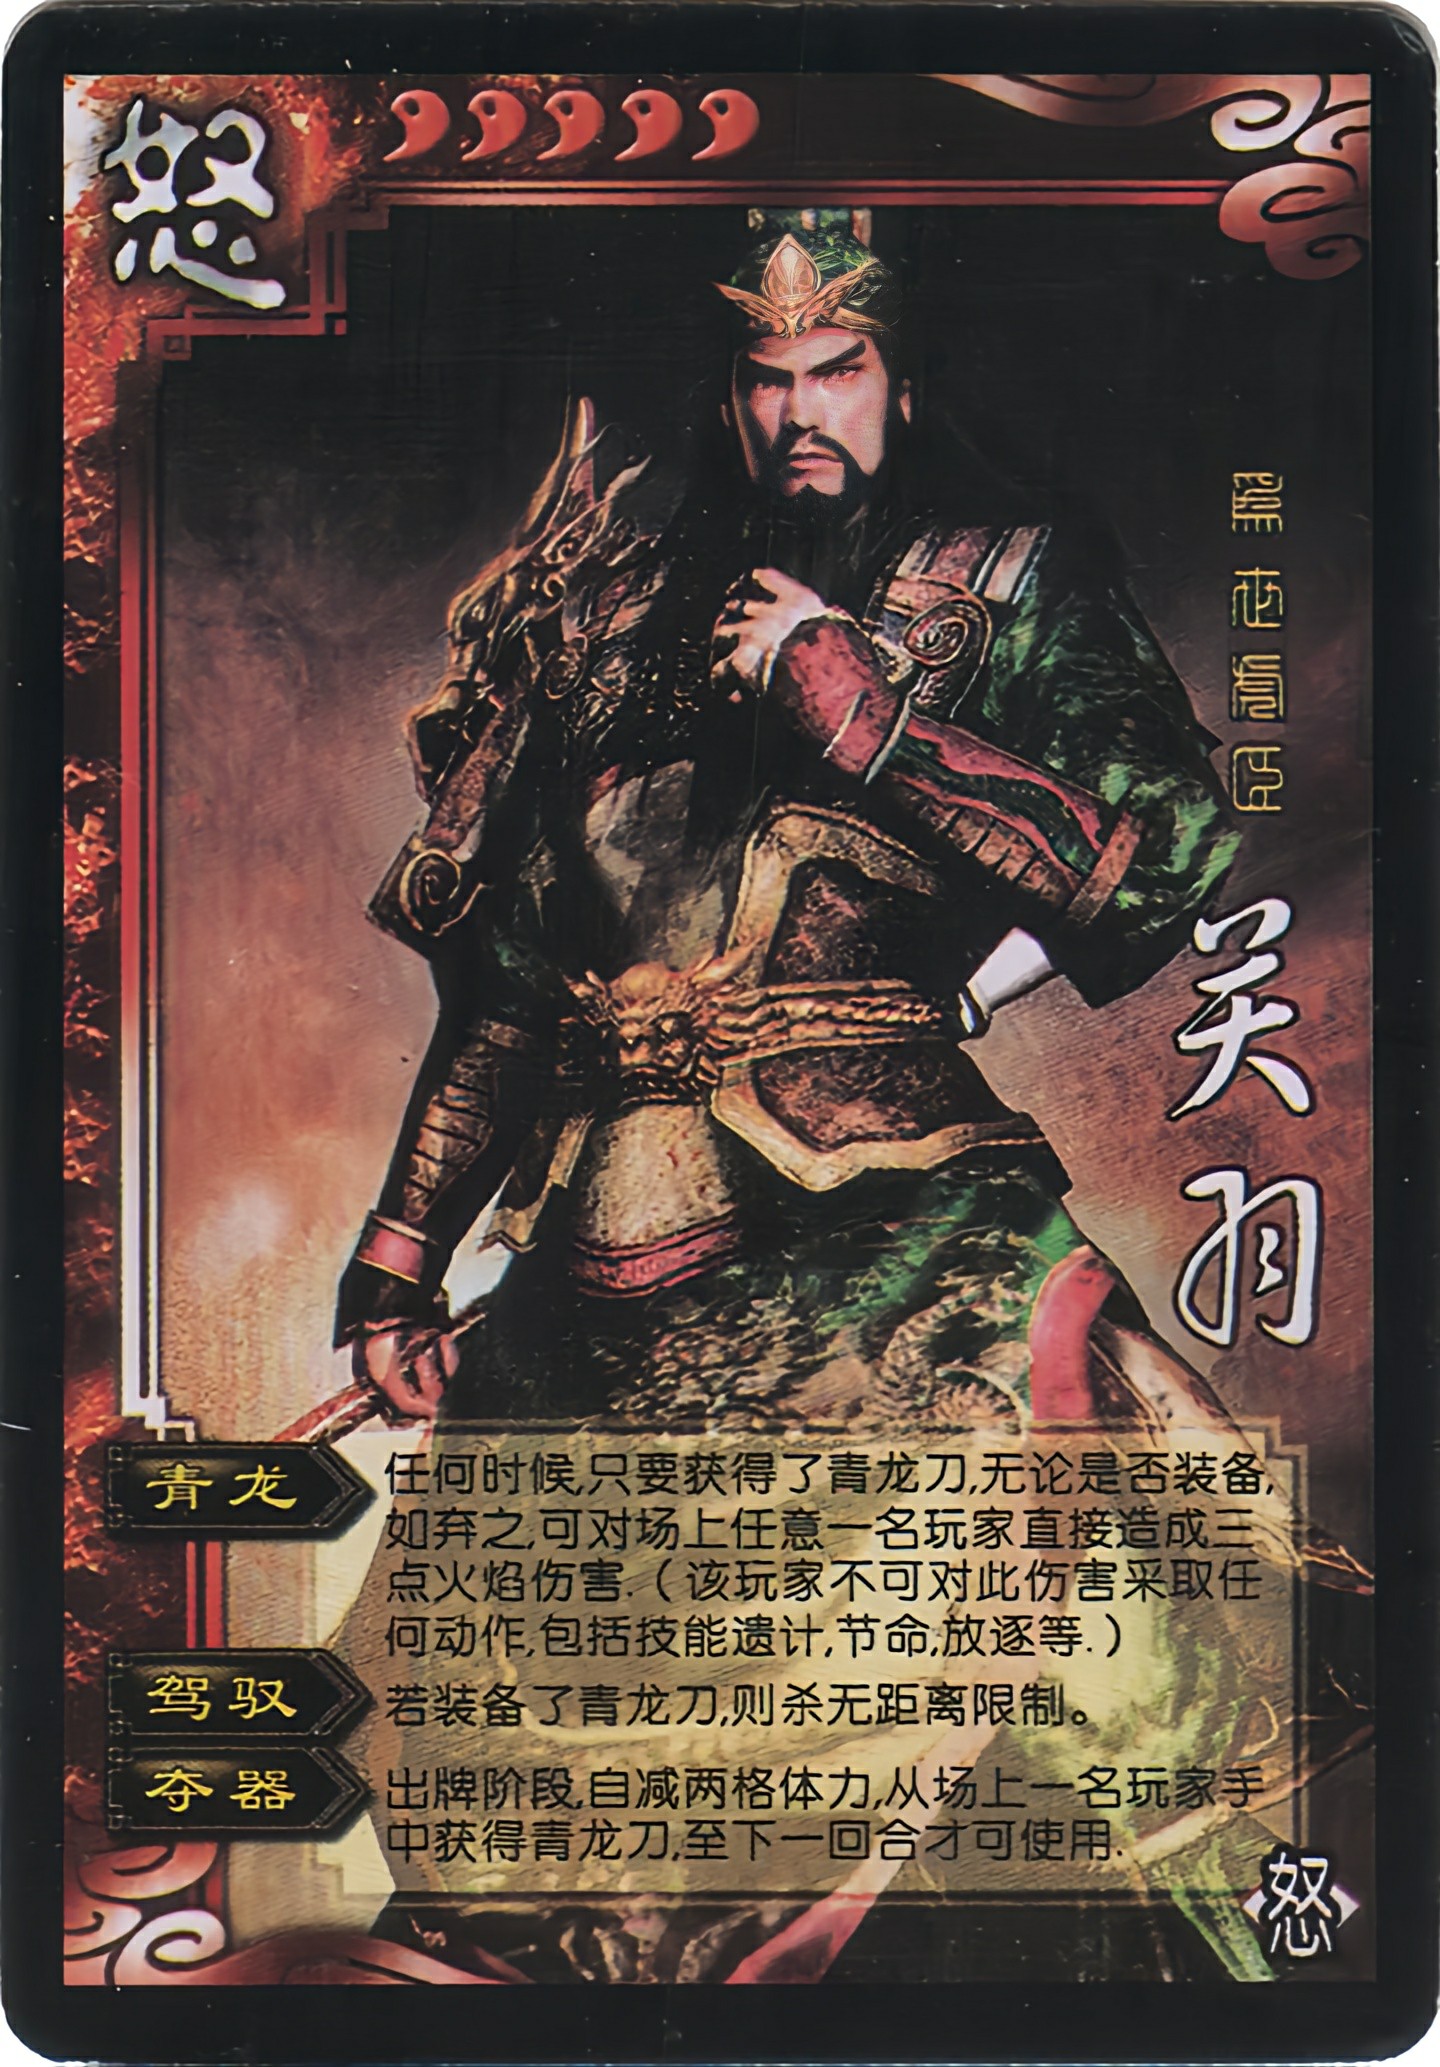 怒
為世虎臣
关羽
青龙
任何时候,只要获得了青龙刀,无论是否装备,
如弃之,可对场上任意一名玩家直接造成三
点火焰伤害.(该玩家不可对此伤害采取任
何动作,包括技能遗计,节命,放逐等.)
驾驭
若装备了青龙刀,则杀无距离限制。
夺器
出牌阶段,自减两格体力,从场上一名玩家手
中获得青龙刀,至下一回合才可使用.
怒